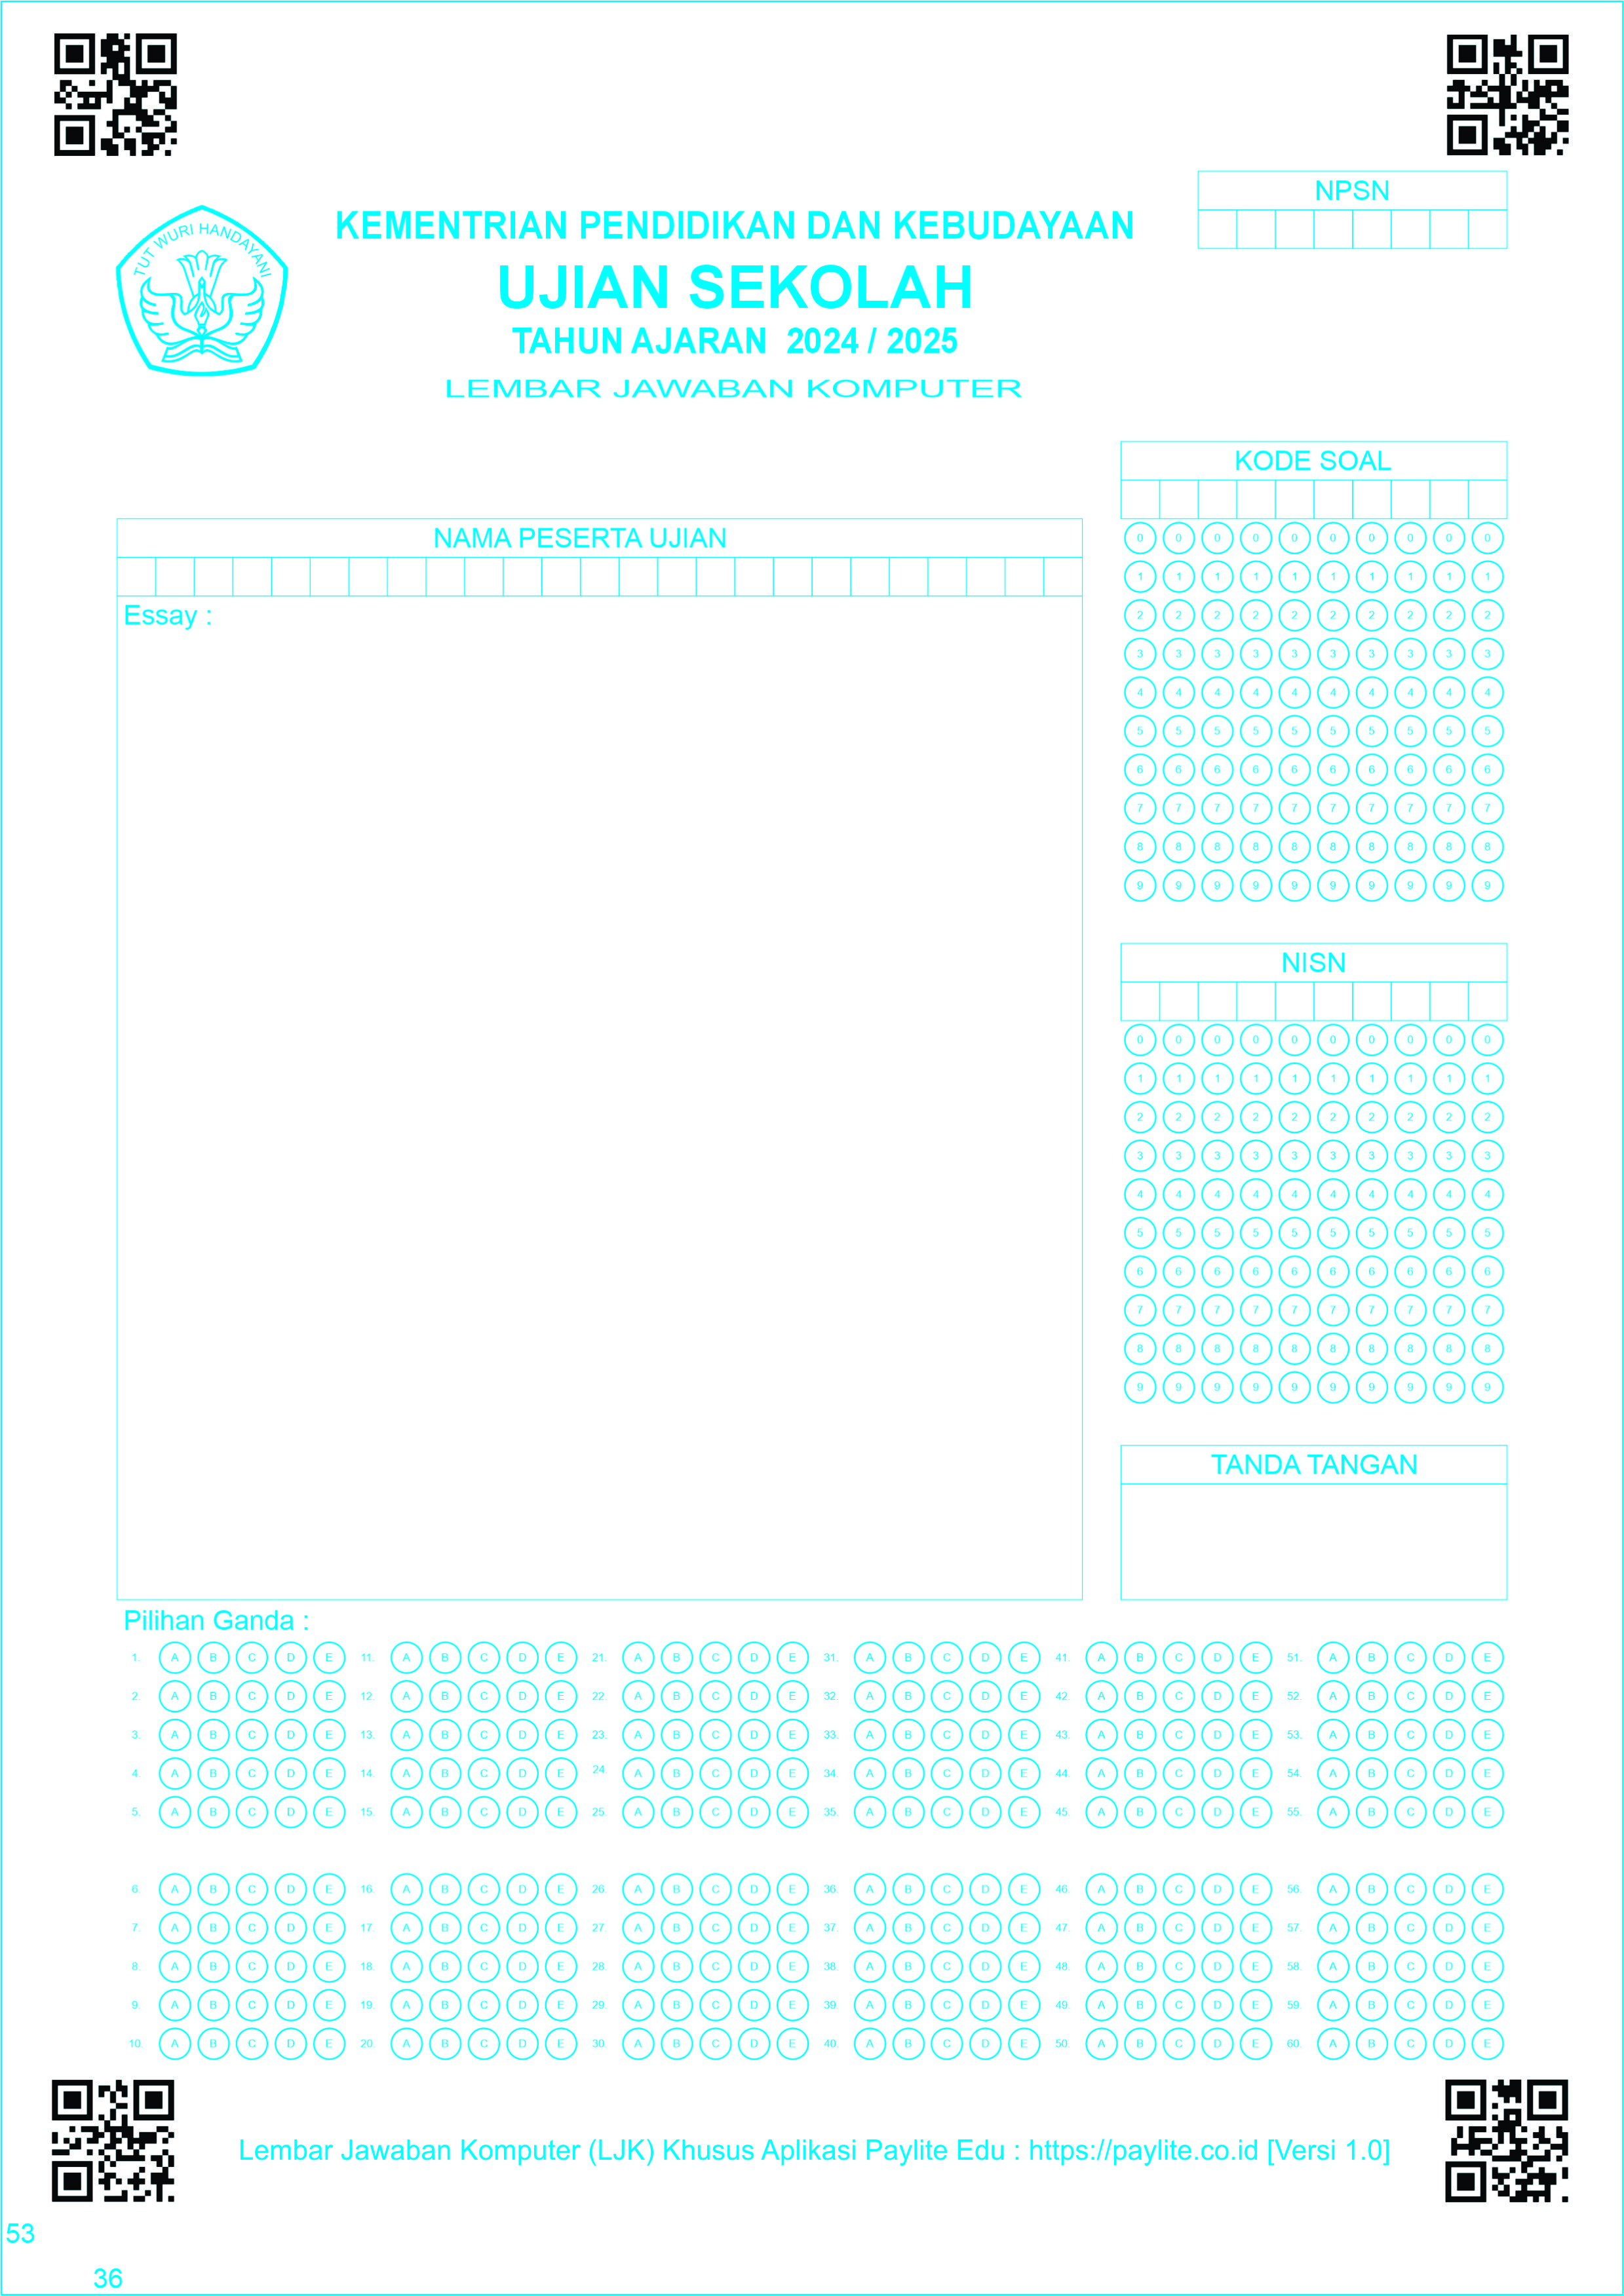 NPSN
TUT WURI HANDAYANI
KEMENTRIAN PENDIDIKAN DAN KEBUDAYAAN
UJIAN SEKOLAH
TAHUN AJARAN 2024 / 2025
LEMBAR JAWABAN KOMPUTER
KODE SOAL
NAMA PESERTA UJIAN
Essay :
0 0 0 0 0 0 0 0 0 0
1 1 1 1 1 1 1 1 1 1
2 2 2 2 2 2 2 2 2 2
3 3 3 3 3 3 3 3 3 3
4 4 4 4 4 4 4 4 4 4
5 5 5 5 5 5 5 5 5 5
6 6 6 6 6 6 6 6 6 6
7 7 7 7 7 7 7 7 7 7
8 8 8 8 8 8 8 8 8 8
9 9 9 9 9 9 9 9 9 9
NISN
0 0 0 0 0 0 0 0 0 0
1 1 1 1 1 1 1 1 1 1
2 2 2 2 2 2 2 2 2 2
3 3 3 3 3 3 3 3 3 3
4 4 4 4 4 4 4 4 4 4
5 5 5 5 5 5 5 5 5 5
6 6 6 6 6 6 6 6 6 6
7 7 7 7 7 7 7 7 7 7
8 8 8 8 8 8 8 8 8 8
9 9 9 9 9 9 9 9 9 9
TANDA TANGAN
Pilihan Ganda :
1. A B C D E 11. A B C D E 21. A B C D E 31. A B C D E 41. A B C D E 51. A B C D E
2. A B C D E 12. A B C D E 22. A B C D E 32. A B C D E 42. A B C D E 52. A B C D E
3. A B C D E 13. A B C D E 23. A B C D E 33. A B C D E 43. A B C D E 53. A B C D E
4. A B C D E 14. A B C D E 24. A B C D E 34. A B C D E 44. A B C D E 54. A B C D E
5. A B C D E 15. A B C D E 25. A B C D E 35. A B C D E 45. A B C D E 55. A B C D E
6. A B C D E 16. A B C D E 26. A B C D E 36. A B C D E 46. A B C D E 56. A B C D E
7. A B C D E 17. A B C D E 27. A B C D E 37. A B C D E 47. A B C D E 57. A B C D E
8. A B C D E 18. A B C D E 28. A B C D E 38. A B C D E 48. A B C D E 58. A B C D E
9. A B C D E 19. A B C D E 29. A B C D E 39. A B C D E 49. A B C D E 59. A B C D E
10. A B C D E 20. A B C D E 30. A B C D E 40. A B C D E 50. A B C D E 60. A B C D E
Lembar Jawaban Komputer (LJK) Khusus Aplikasi Paylite Edu : https://paylite.co.id [Versi 1.0]
53
36